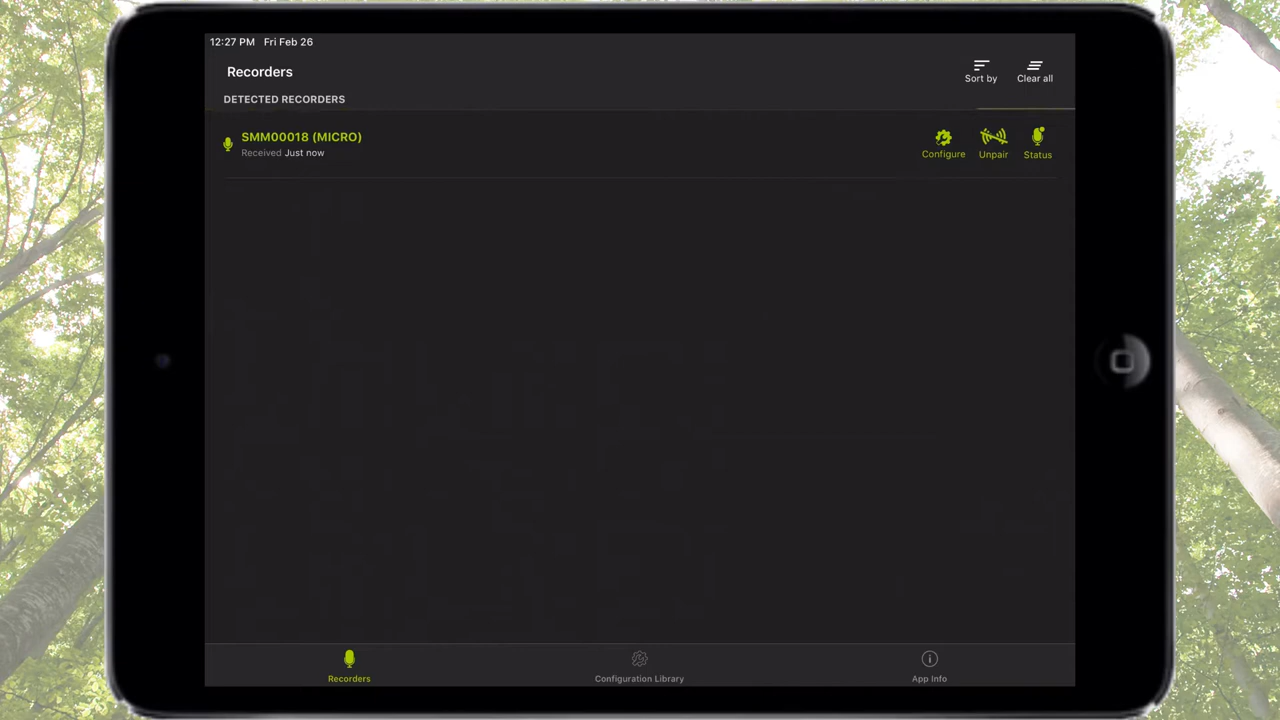 12:27 PM Fri Feb 26
Recorders
Sort by
Clear all
DETECTED RECORDERS
SMM00018 (MICRO)
Received Just now
Configure
Unpair
Status
Recorders
Configuration Library
App Info